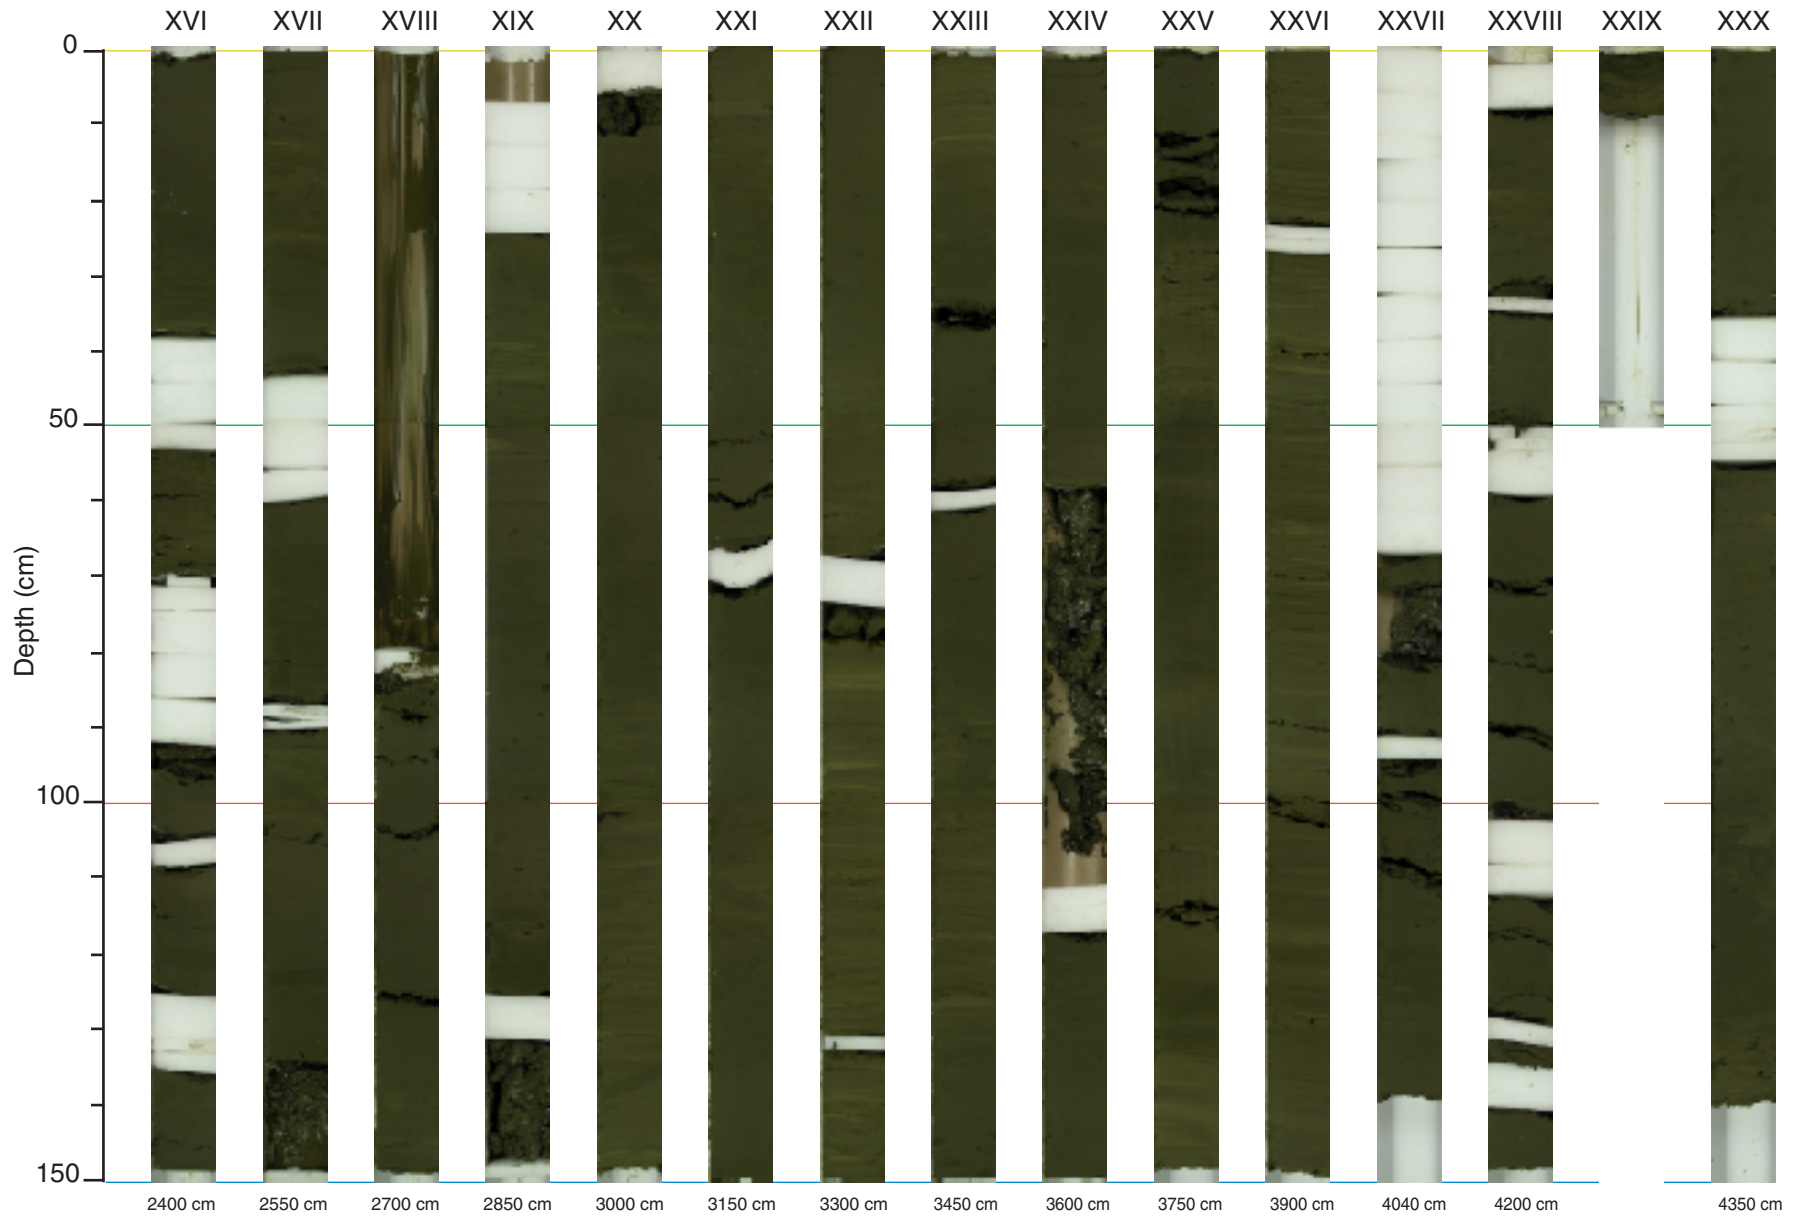 XVI XVII XVIII XIX XX XXI XXII XXIII XXIV XXV XXVI XXVII XXVIII XXIX XXX
0
50
Depth (cm)
100
150
2400 cm 2550 cm 2700 cm 2850 cm 3000 cm 3150 cm 3300 cm 3450 cm 3600 cm 3750 cm 3900 cm 4040 cm 4200 cm 4350 cm